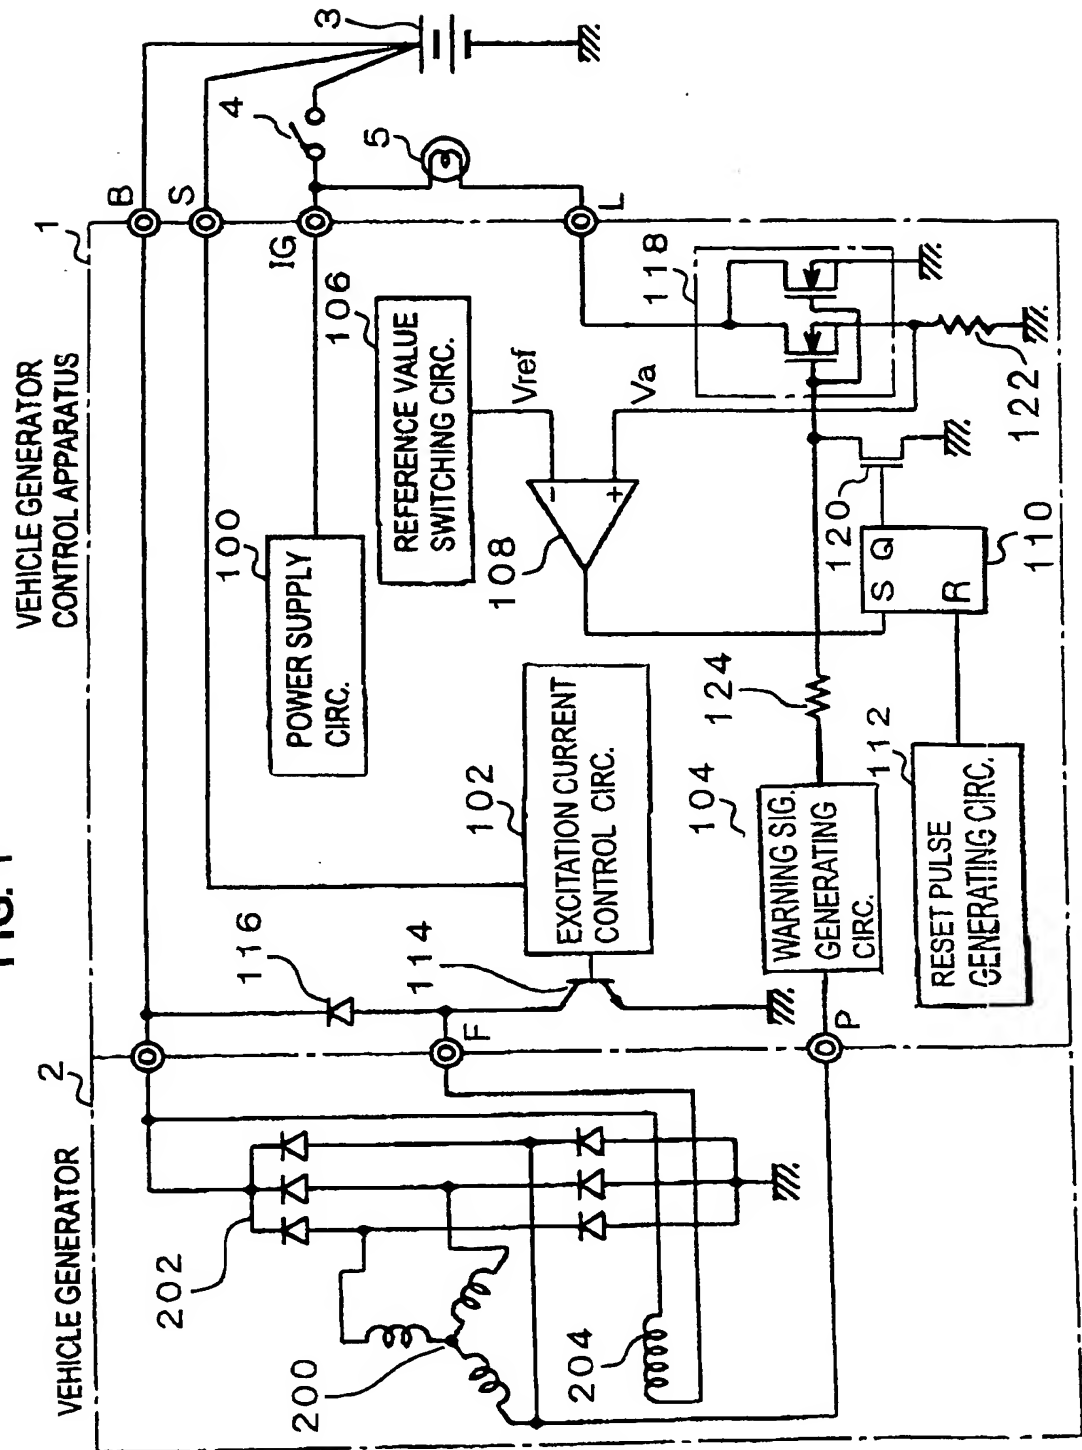 FIG. 1
VEHICLE GENERATOR
CONTROL APPARATUS
1
VEHICLE GENERATOR
2
B
S
IG
L
F
P
3
4
5
100
POWER SUPPLY
CIRC.
106
REFERENCE VALUE
SWITCHING CIRC.
Vref
Va
108
118
102
EXCITATION CURRENT
CONTROL CIRC.
116
114
104
WARNING SIG.
GENERATING
CIRC.
124
120
122
S Q
R
110
112
RESET PULSE
GENERATING CIRC.
202
200
204
-
+